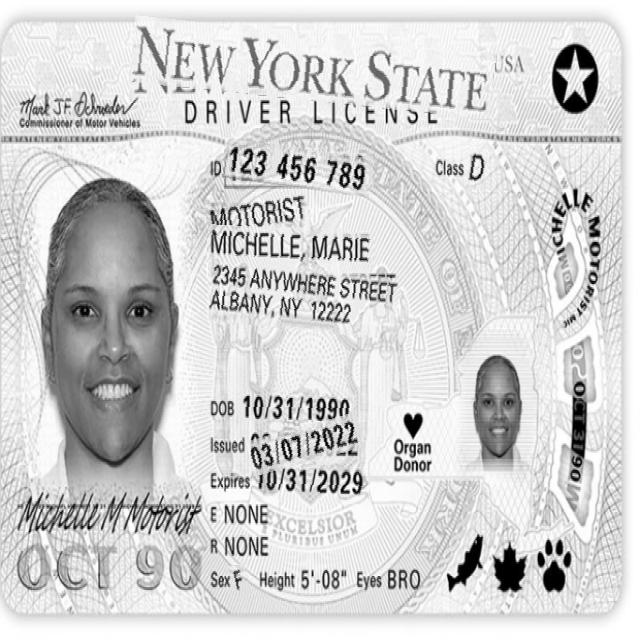 NEW YORK STATE USA
DRIVER LICENSE
Mark J.F. Schroeder
Commissioner of Motor Vehicles
ID 123 456 789 Class D
MOTORIST
MICHELLE, MARIE
2345 ANYWHERE STREET
ALBANY, NY 12222
DOB 10/31/1990
Issued 03/07/2022
Expires 10/31/2029
E NONE
R NONE
Sex F Height 5'-08" Eyes BRO
Organ
Donor
Michelle M Motorist
OCT 90
EXCELSIOR
E PLURIBUS UNUM
MICHELLE MOTORIST MIC
OCT 31 90